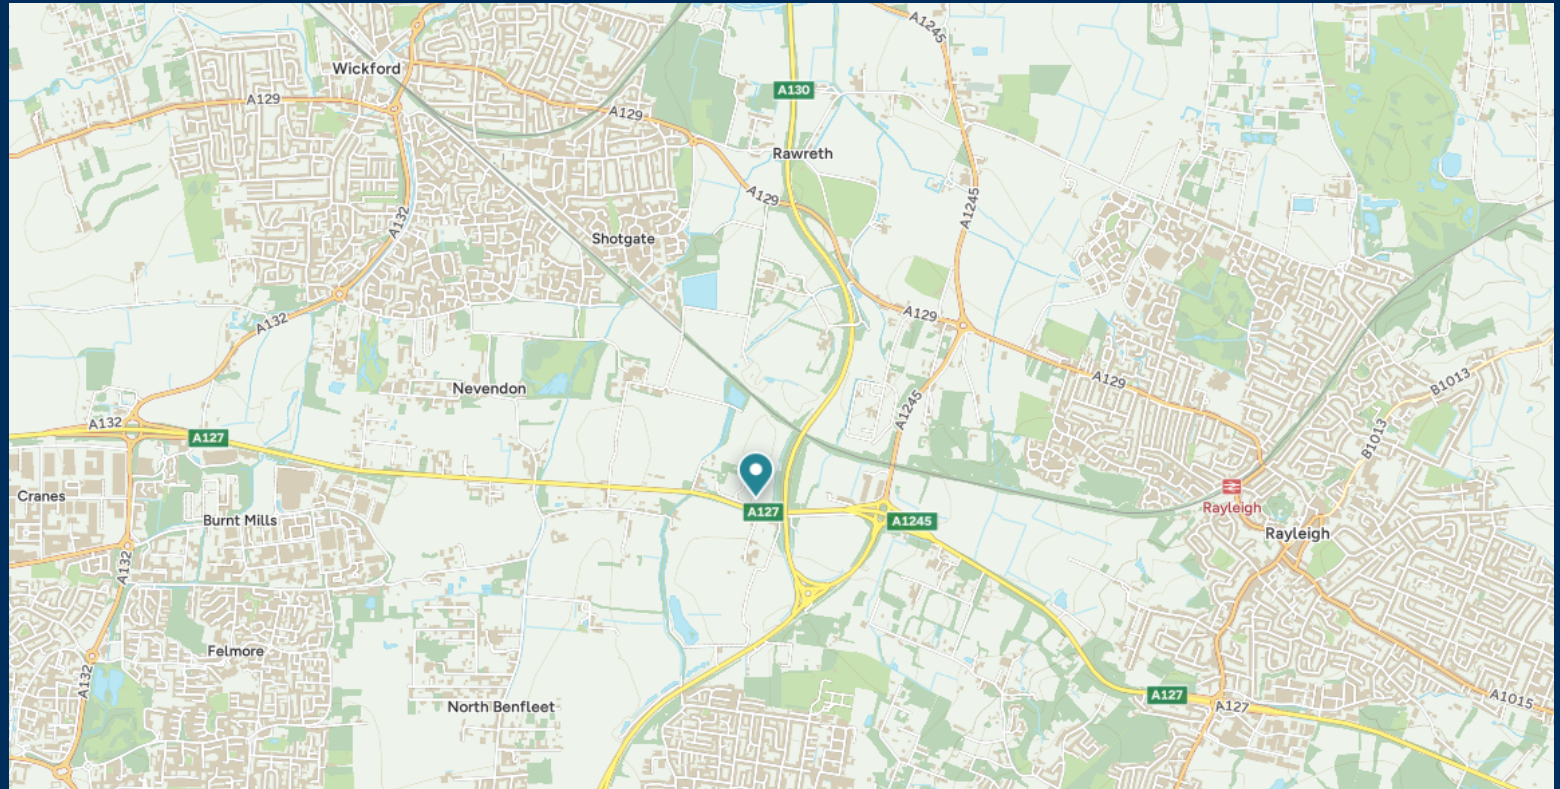 A1245
Wickford
A130
A129
A129
Rawreth
A129
A1245
A132
Shotgate
A129
A132
A129
B1013
Nevendon
A1245
A132
B1013
A127
Rayleigh
Cranes
A127
Burnt Mills
A1245
Rayleigh
A132
Felmore
A132
A127
A1015
North Benfleet
A127